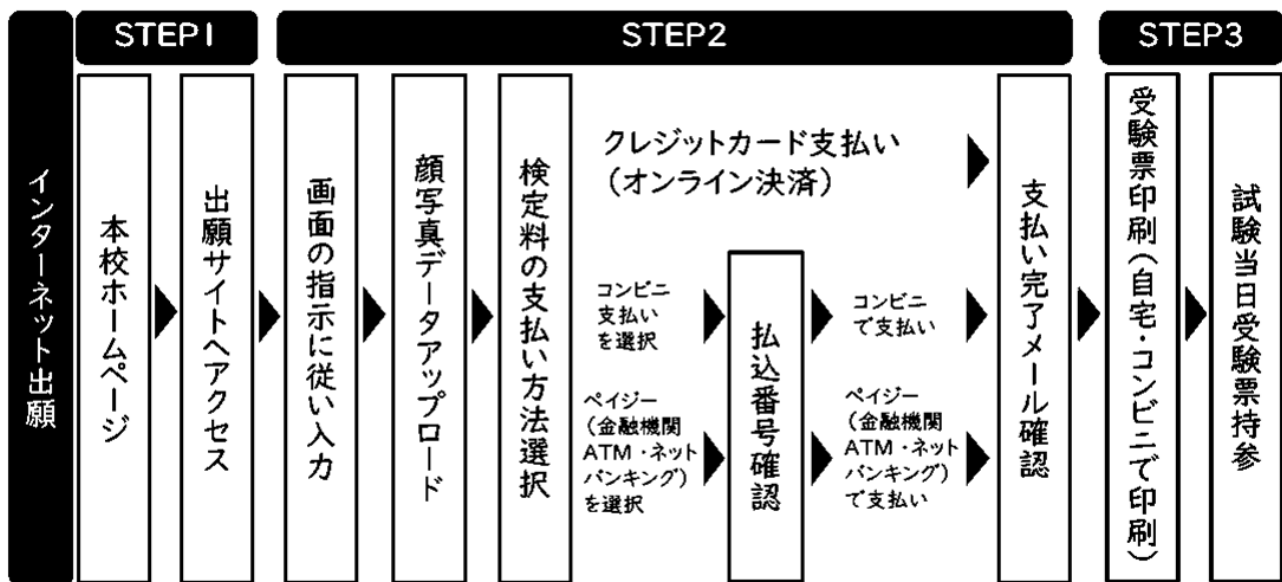 インターネット出願
STEP1
本校ホームページ
出願サイトへアクセス
STEP2
画面の指示に従い入力
顔写真データアップロード
検定料の支払い方法選択
クレジットカード支払い
(オンライン決済)
コンビニ
支払い
を選択
ペイジー
(金融機関
ATM・ネット
バンキング)
を選択
払込番号確認
コンビニ
で支払い
ペイジー
(金融機関
ATM・ネット
バンキング)
で支払い
支払い完了メール確認
STEP3
受験票印刷(自宅・コンビニで印刷)
試験当日受験票持参